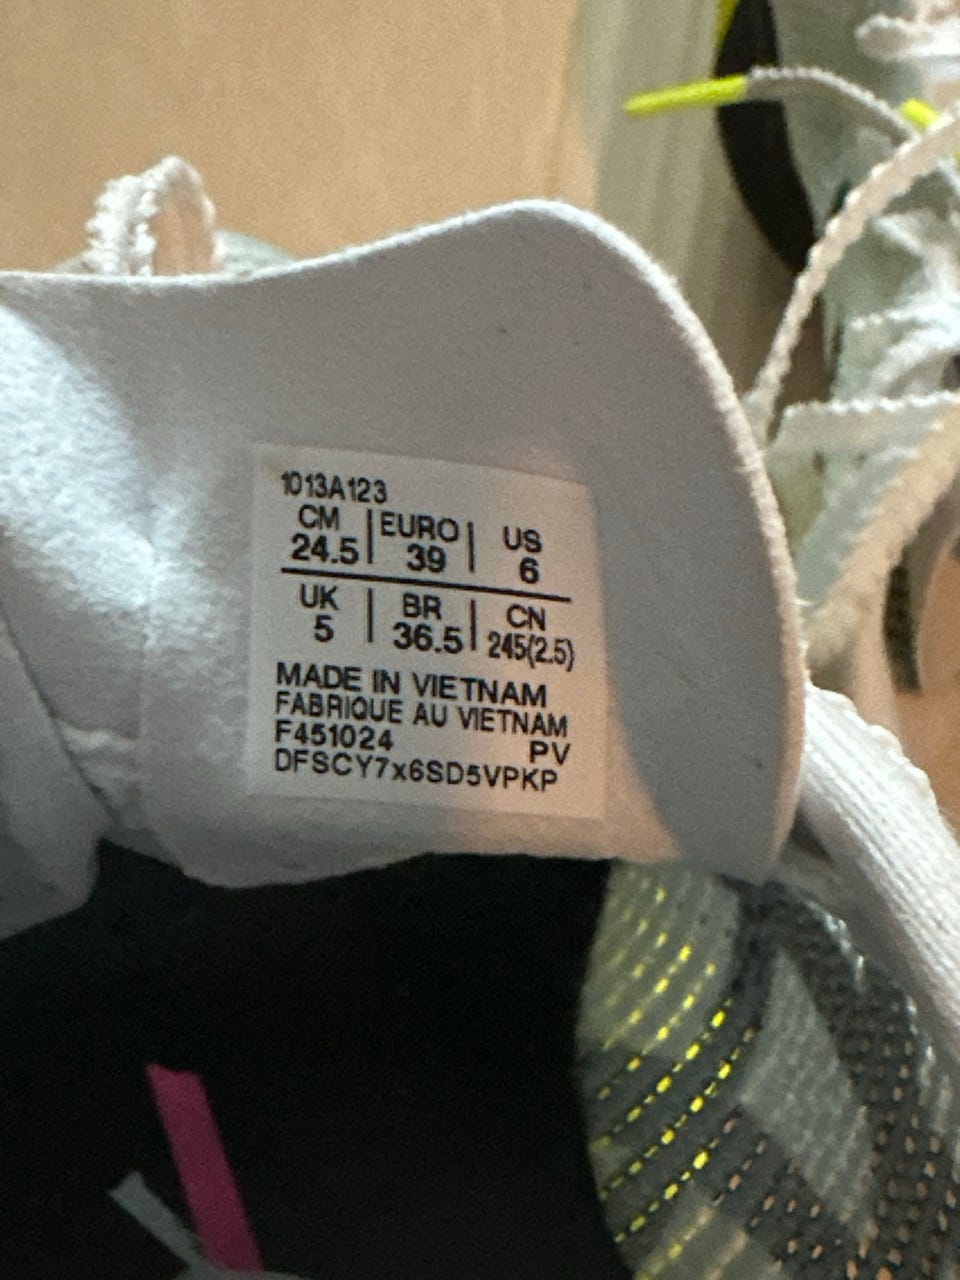 1013A123
CM | EURO | US
24.5 | 39 | 6
UK | BR | CN
5 | 36.5 | 245(2.5)
MADE IN VIETNAM
FABRIQUE AU VIETNAM
F451024 PV
DFSCY7x6SD5VPKP